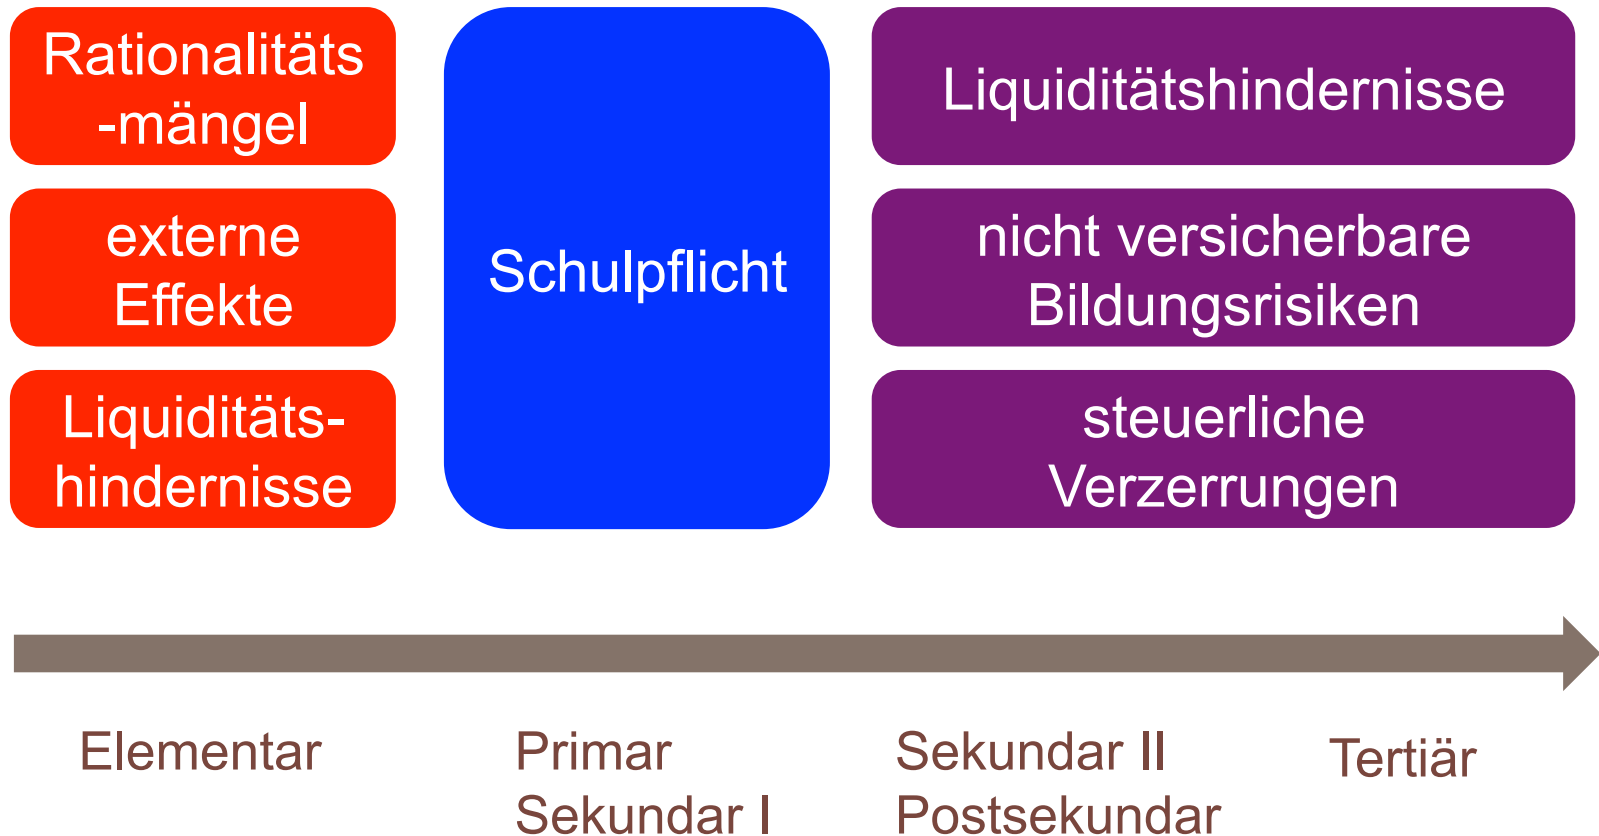 Rationalitäts
-mängel
externe
Effekte
Liquiditäts-
hindernisse
Schulpflicht
Liquiditätshindernisse
nicht versicherbare
Bildungsrisiken
steuerliche
Verzerrungen
Elementar
Primar
Sekundar I
Sekundar II
Postsekundar
Tertiär